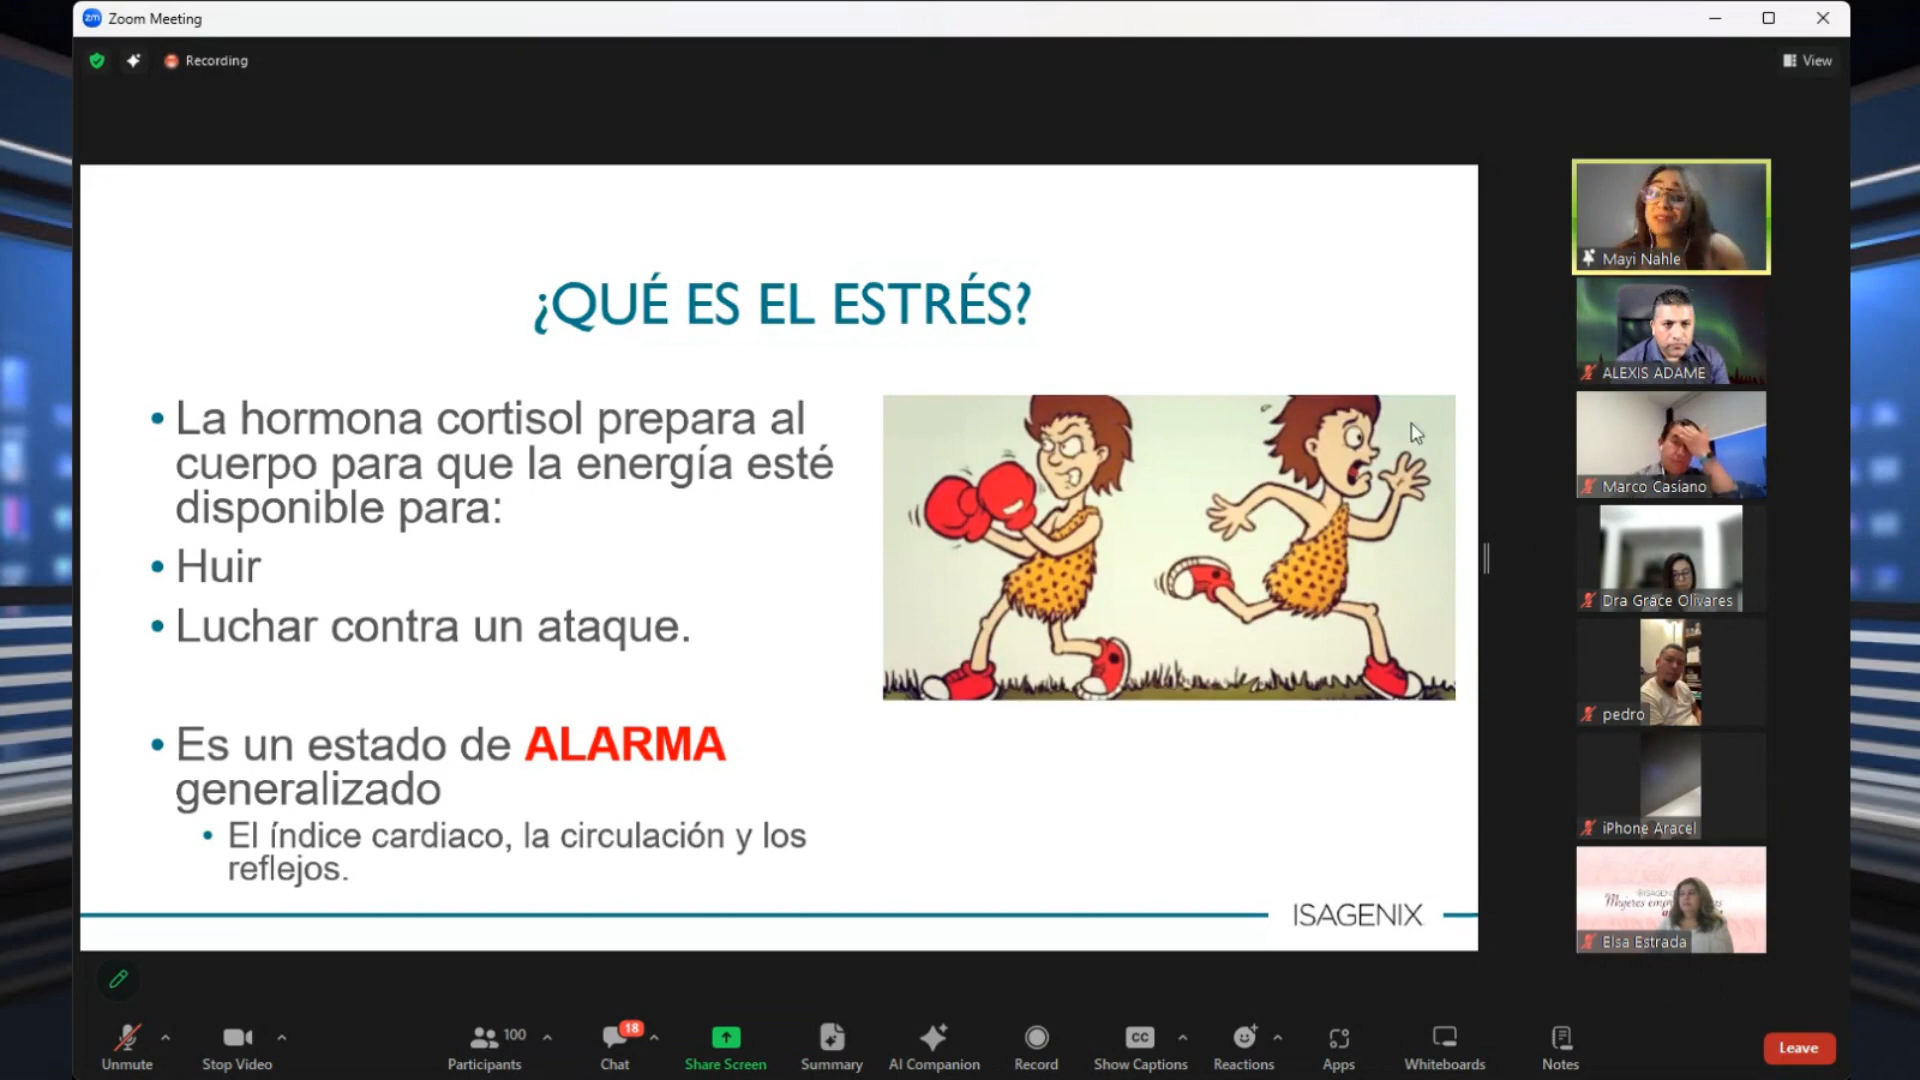 Zoom Meeting
Recording
View
¿QUÉ ES EL ESTRÉS?
• La hormona cortisol prepara al
cuerpo para que la energía esté
disponible para:
• Huir
• Luchar contra un ataque.
• Es un estado de ALARMA
generalizado
• El índice cardiaco, la circulación y los
reflejos.
ISAGENIX
Mayi Nahle
ALEXIS ADAME
Marco Casiano
Dra Grace Olivares
pedro
iPhone Aracel
Mujeres
Elsa Estrada
Unmute
Stop Video
Participants
100
Chat
18
Share Screen
Summary
AI Companion
Record
CC
Show Captions
Reactions
Apps
Whiteboards
Notes
Leave